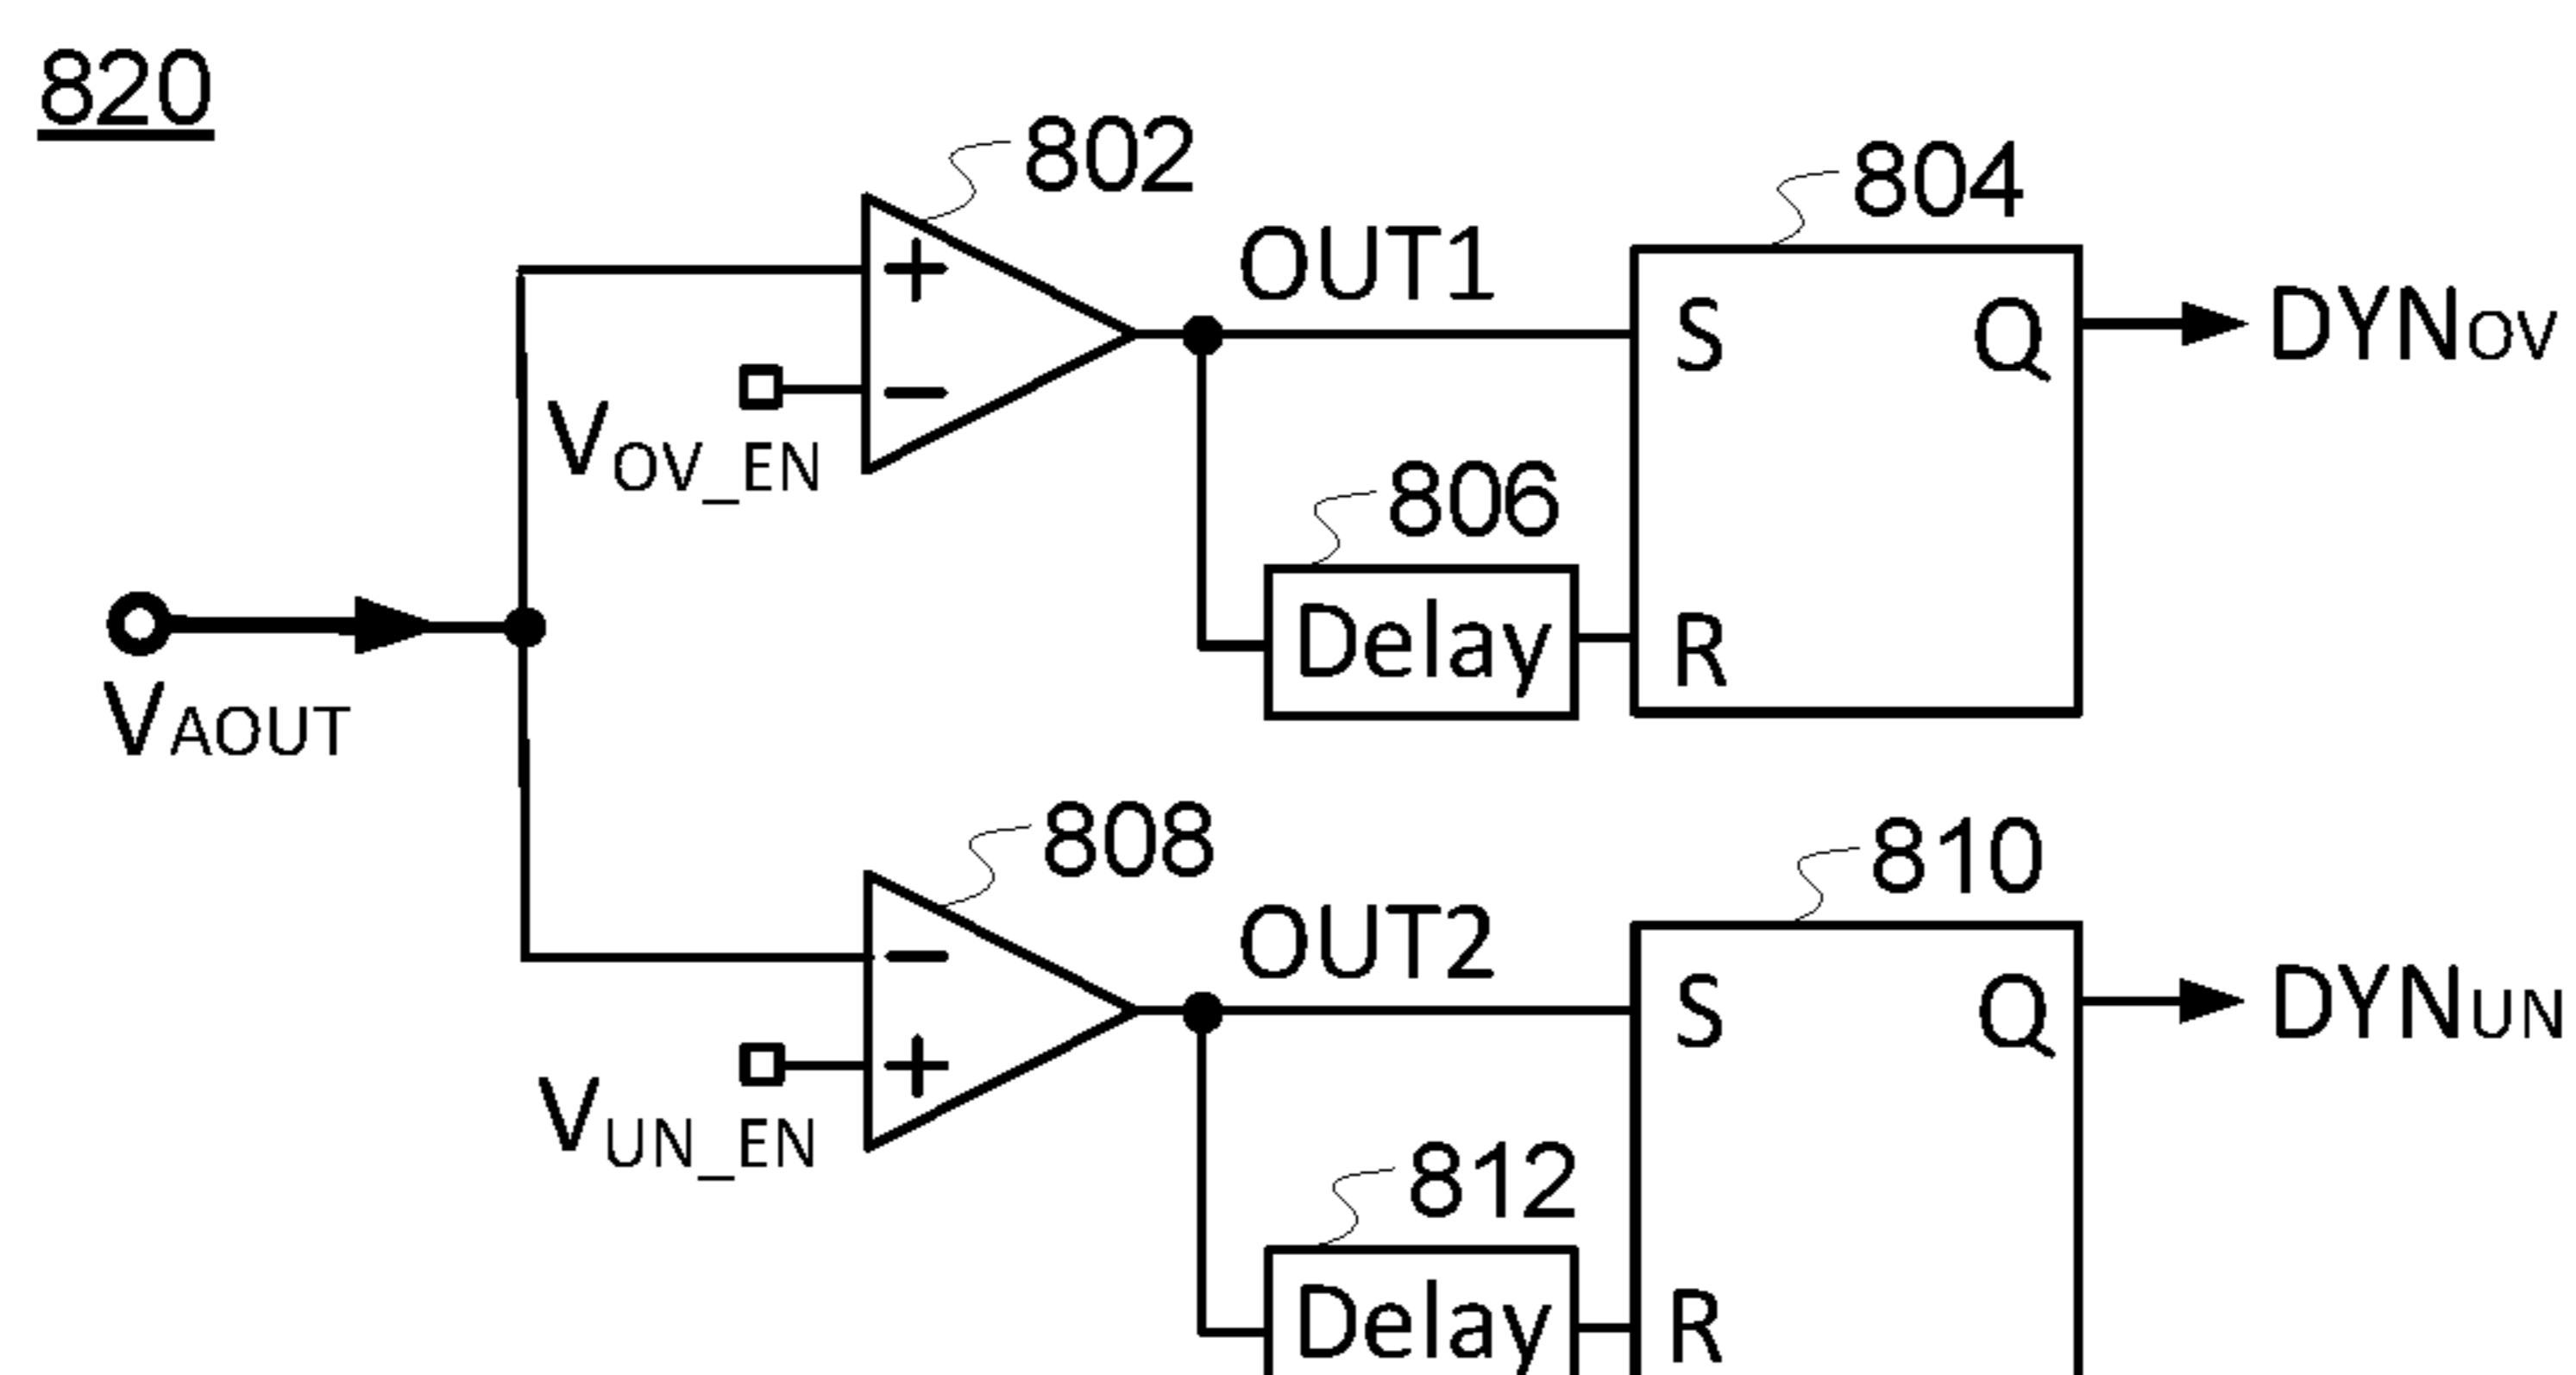 820
802
804
+
OUT1
S
Q
DYNOV
−
VOV_EN
806
Delay
R
VAOUT
808
810
−
OUT2
S
Q
DYNUN
+
VUN_EN
812
Delay
R